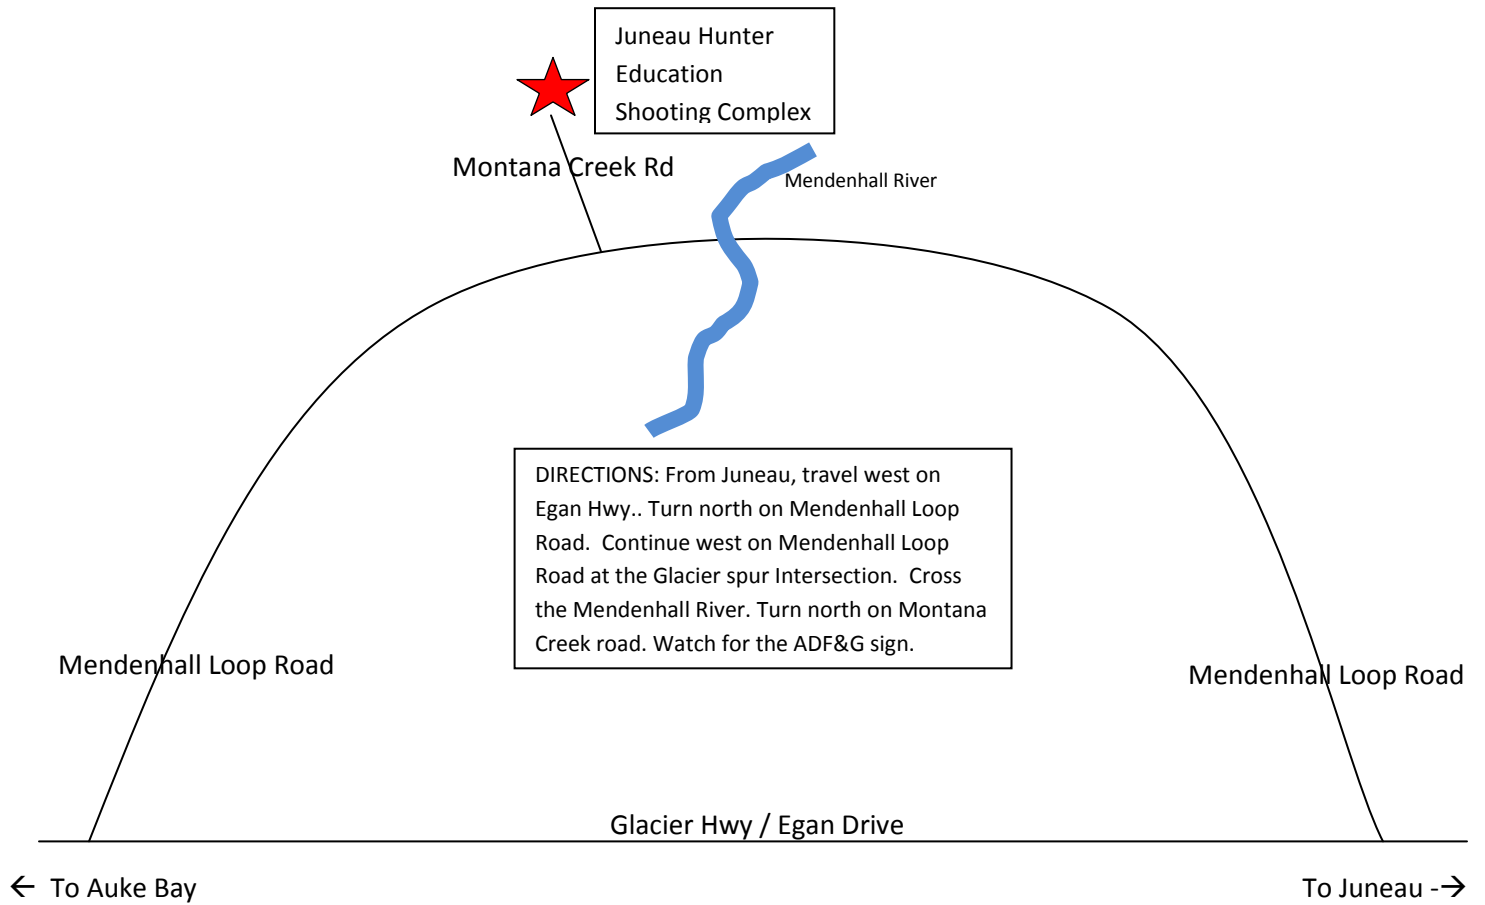 Juneau Hunter
Education
Shooting Complex
Montana Creek Rd
Mendenhall River
DIRECTIONS: From Juneau, travel west on
Egan Hwy.. Turn north on Mendenhall Loop
Road.  Continue west on Mendenhall Loop
Road at the Glacier spur Intersection.  Cross
the Mendenhall River. Turn north on Montana
Creek road. Watch for the ADF&G sign.
Mendenhall Loop Road
Mendenhall Loop Road
Glacier Hwy / Egan Drive
← To Auke Bay
To Juneau -→